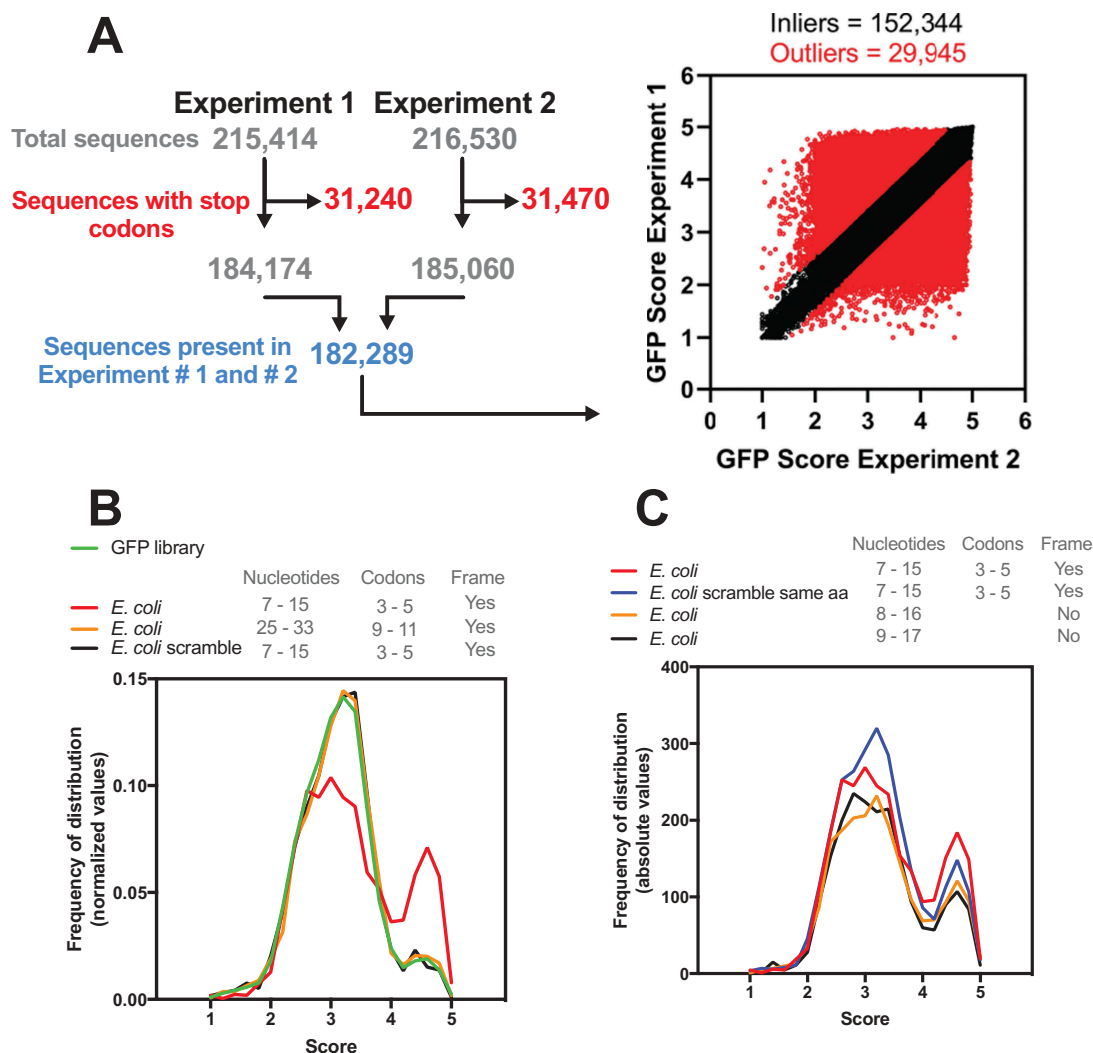 A
Experiment 1 Experiment 2
Total sequences 215,414 216,530
Sequences with stop codons 31,240 31,470
184,174 185,060
Sequences present in Experiment # 1 and # 2 182,289
Inliers = 152,344
Outliers = 29,945
GFP Score Experiment 1
6
5
4
3
2
1
0
0 1 2 3 4 5 6
GFP Score Experiment 2
B
GFP library
Nucleotides Codons Frame
E. coli 7 - 15 3 - 5 Yes
E. coli 25 - 33 9 - 11 Yes
E. coli scramble 7 - 15 3 - 5 Yes
Frequency of distribution
(normalized values)
0.15
0.10
0.05
0.00
1 2 3 4 5
Score
C
Nucleotides Codons Frame
E. coli 7 - 15 3 - 5 Yes
E. coli scramble same aa 7 - 15 3 - 5 Yes
E. coli 8 - 16 No
E. coli 9 - 17 No
Frequency of distribution
(absolute values)
400
300
200
100
0
1 2 3 4 5
Score